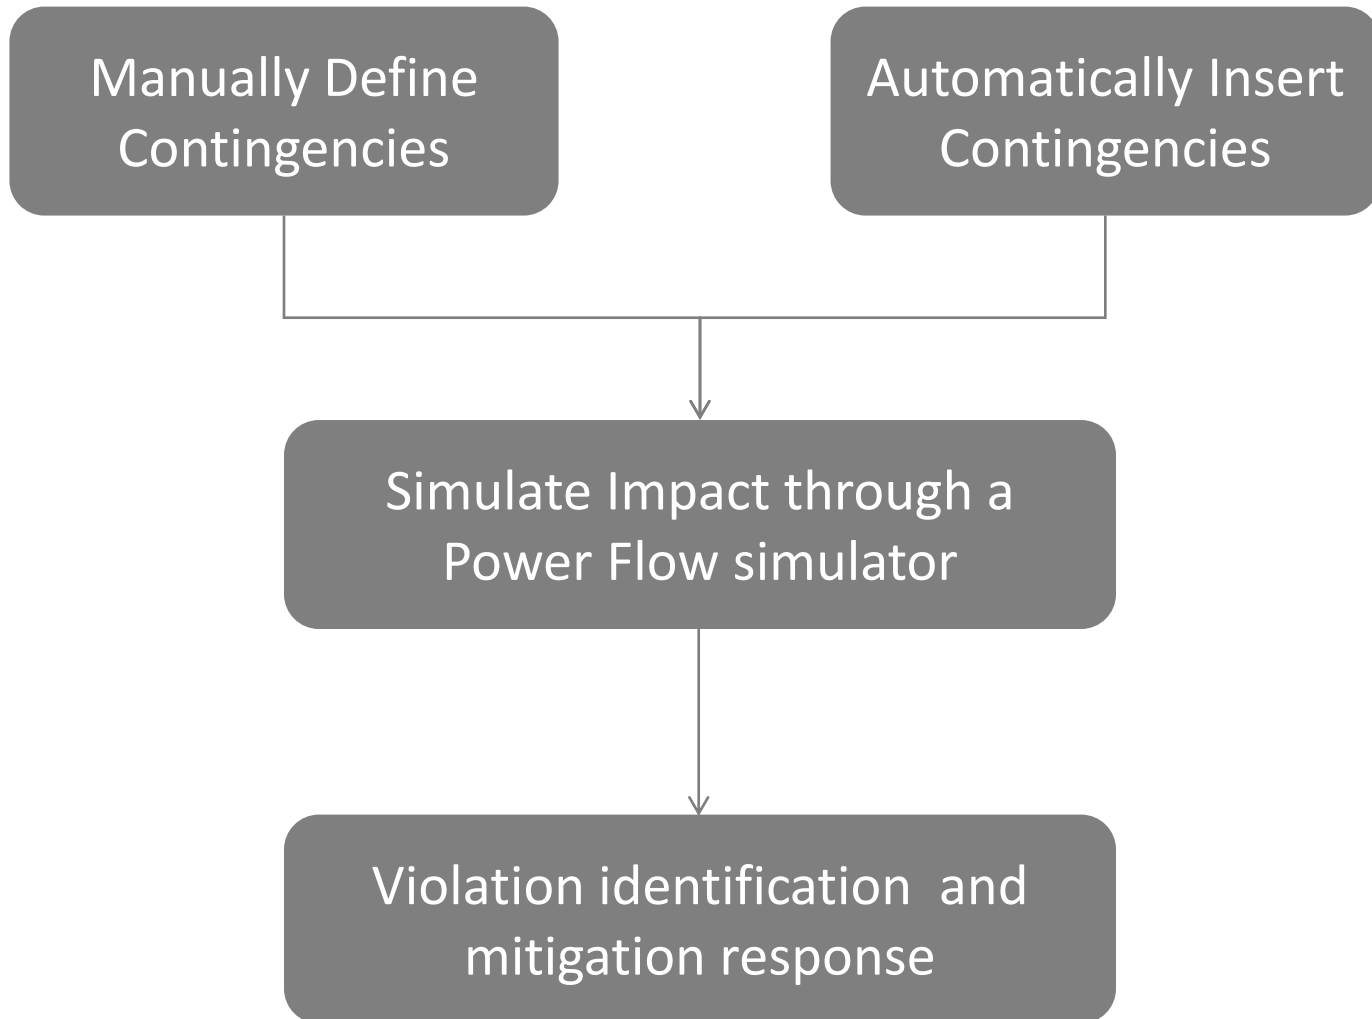 Manually Define
Contingencies
Automatically Insert
Contingencies
Simulate Impact through a
Power Flow simulator
Violation identification  and
mitigation response